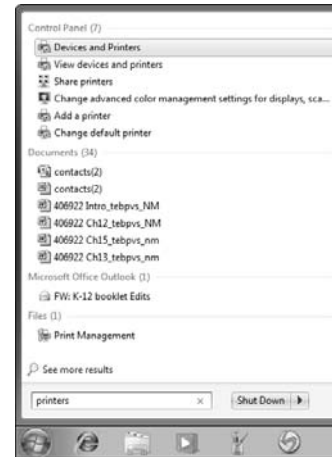 Control Panel (7)
Devices and Printers
View devices and printers
Share printers
Change advanced color management settings for displays, sca...
Add a printer
Change default printer
Documents (34)
contacts(2)
contacts(2)
406922 Intro_tebpvs_NM
406922 Ch12_tebpvs_NM
406922 Ch15_tebpvs_nm
406922 Ch13_tebpvs_nm
Microsoft Office Outlook (1)
FW: K-12 booklet Edits
Files (1)
Print Management
See more results
printers
Shut Down